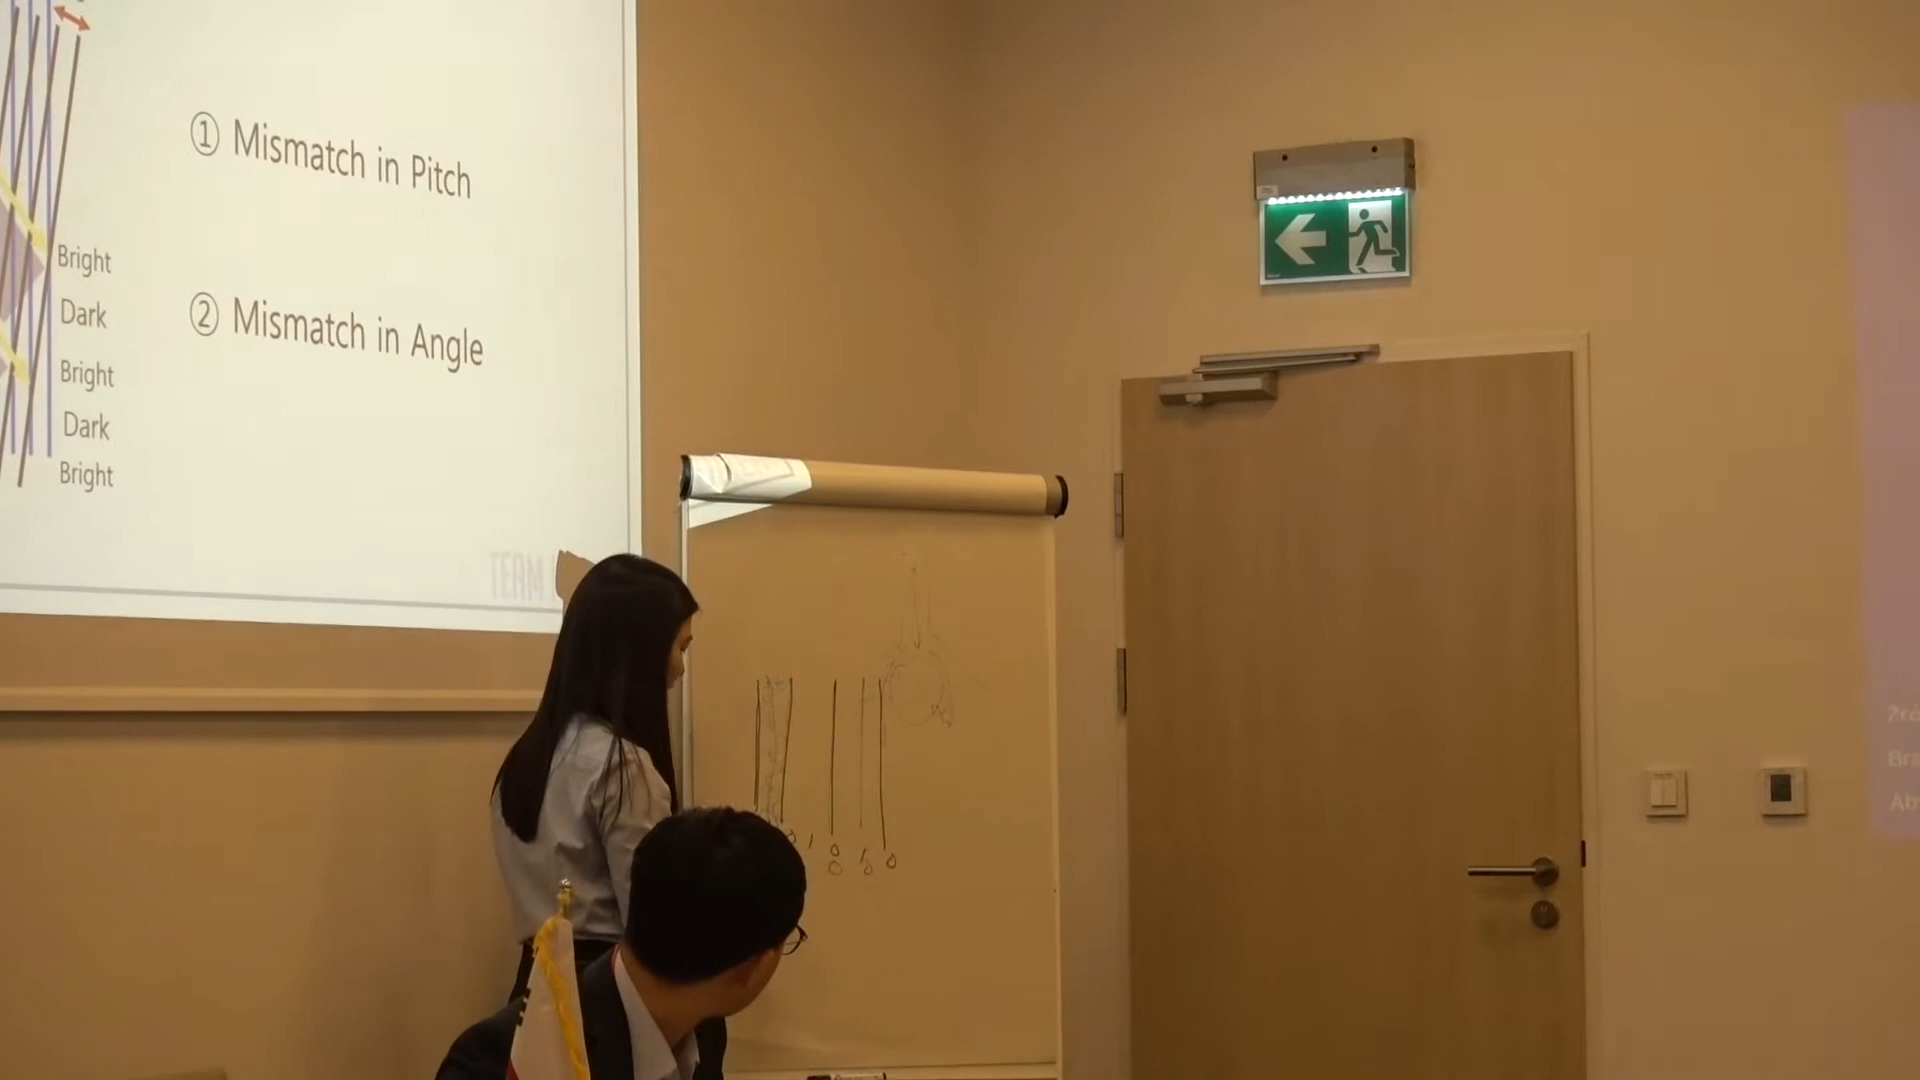 ① Mismatch in Pitch
② Mismatch in Angle
Bright
Dark
Bright
Dark
Bright
TEAM